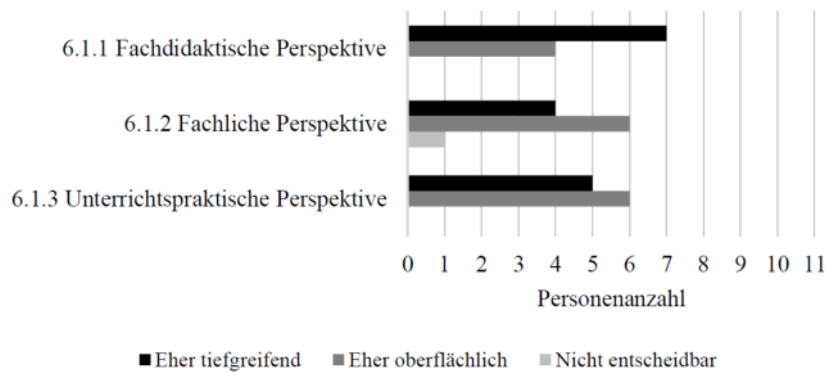 6.1.1 Fachdidaktische Perspektive
6.1.2 Fachliche Perspektive
6.1.3 Unterrichtspraktische Perspektive
0 1 2 3 4 5 6 7 8 9 10 11
Personenanzahl
Eher tiefgreifend Eher oberflächlich Nicht entscheidbar